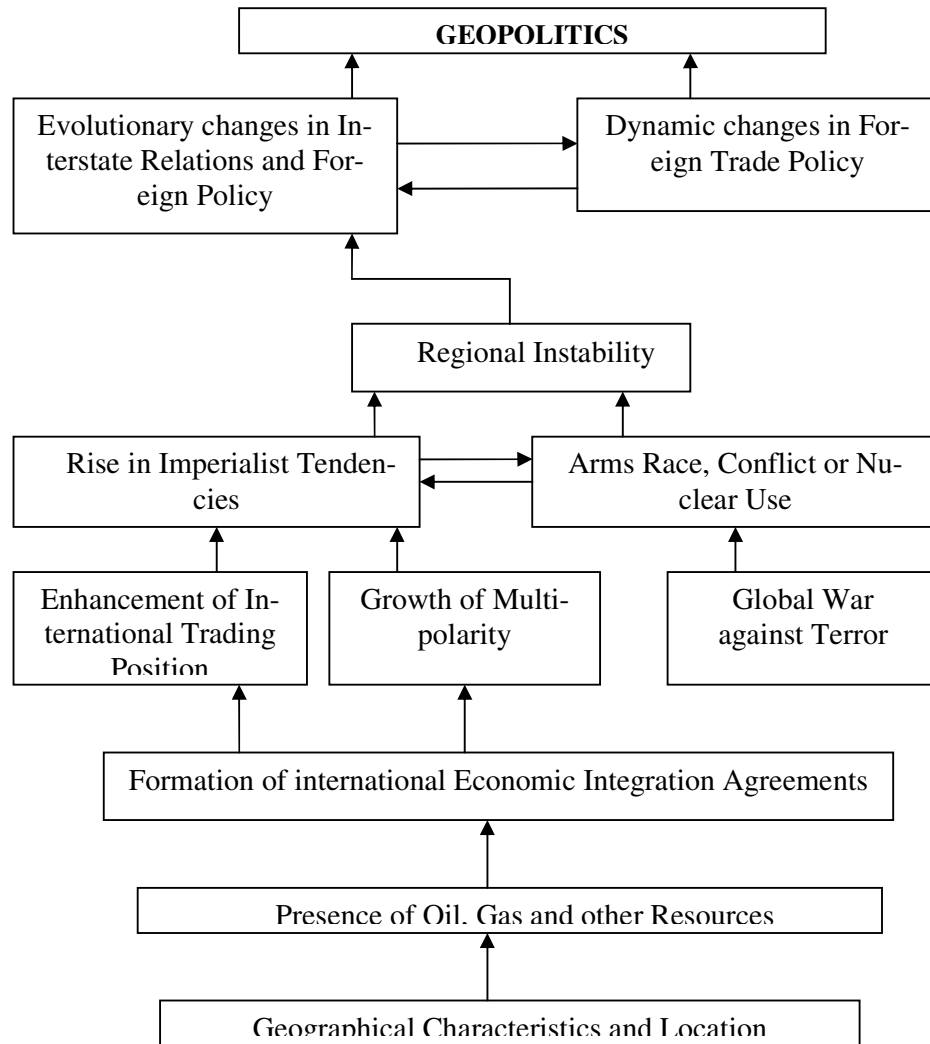 GEOPOLITICS
Evolutionary changes in In-
terstate Relations and For-
eign Policy
Dynamic changes in For-
eign Trade Policy
Regional Instability
Rise in Imperialist Tenden-
cies
Arms Race, Conflict or Nu-
clear Use
Enhancement of In-
ternational Trading
Position
Growth of Multi-
polarity
Global War
against Terror
Formation of international Economic Integration Agreements
Presence of Oil, Gas and other Resources
Geographical Characteristics and Location